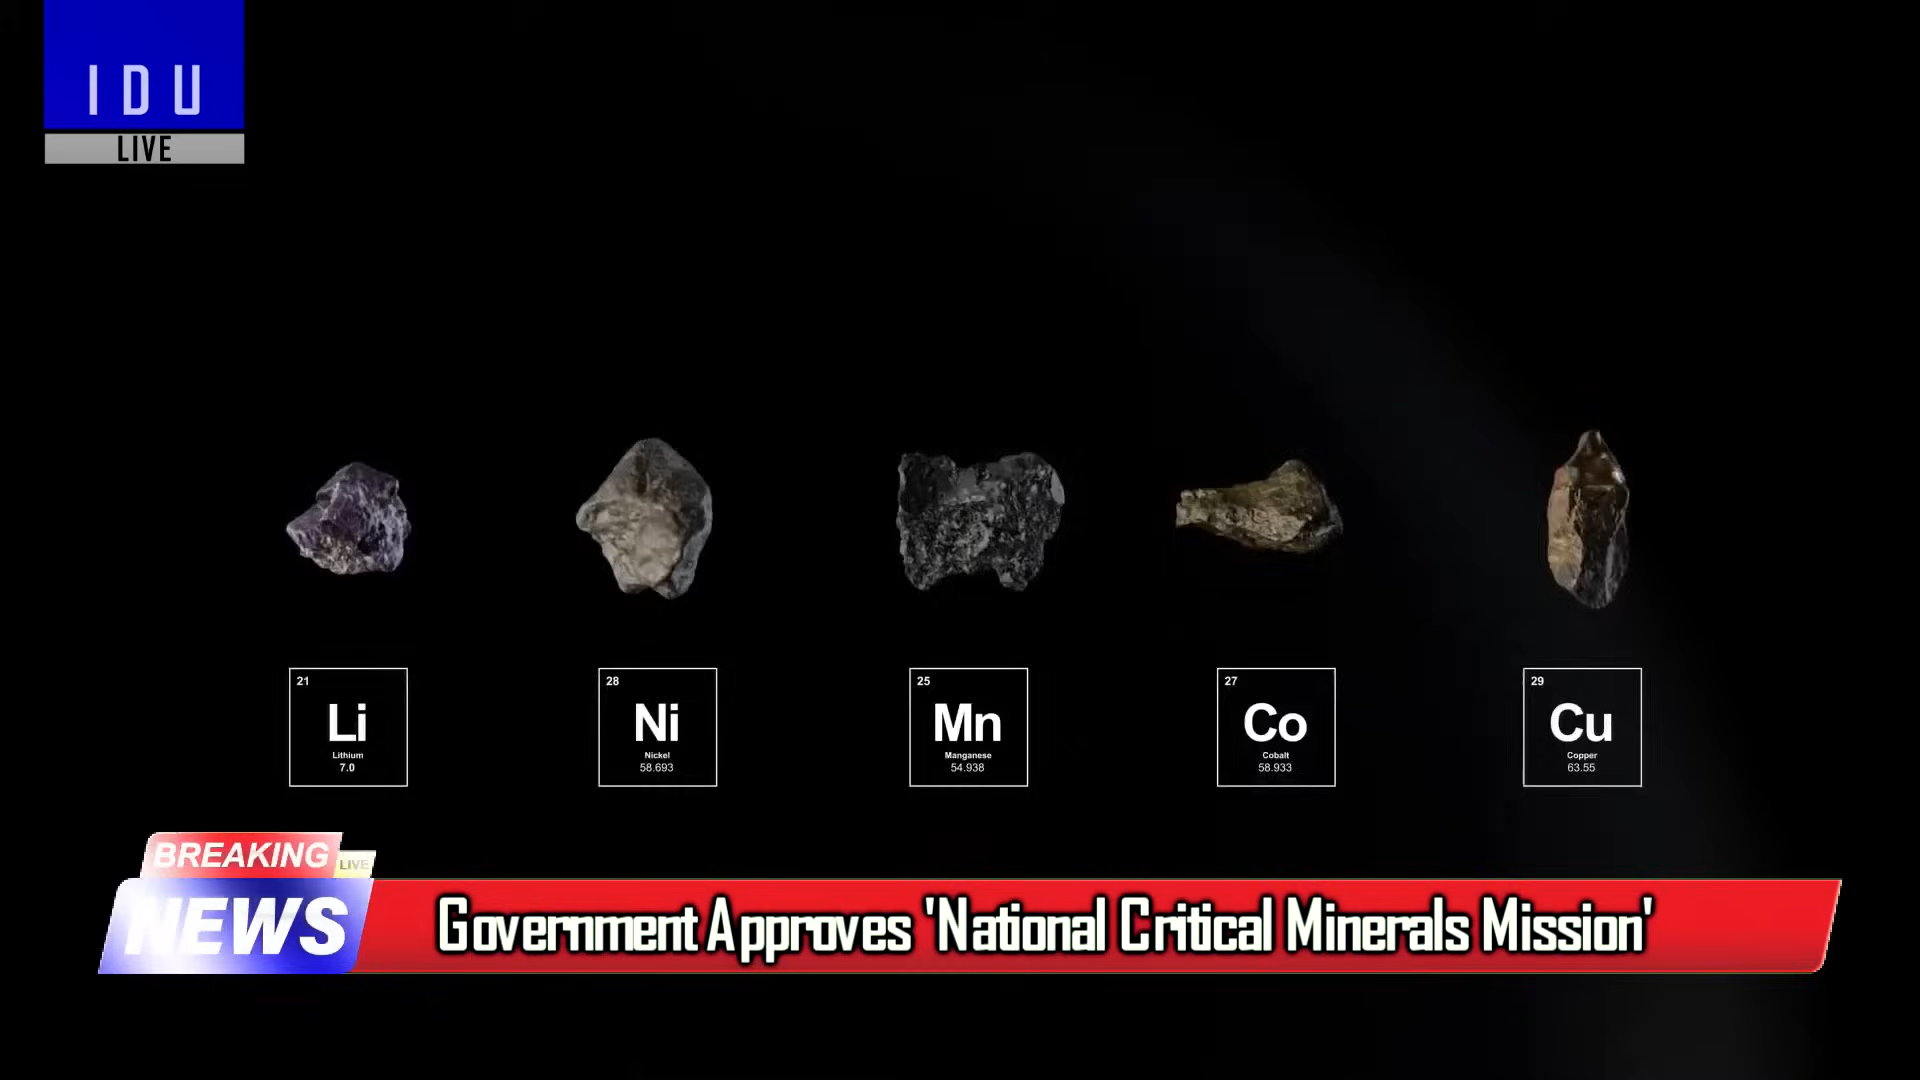 IDU
LIVE
21
Li
Lithium
7.0
28
Ni
Nickel
58.693
25
Mn
Manganese
54.938
27
Co
Cobalt
58.933
29
Cu
Copper
63.55
BREAKING
LIVE
NEWS
Government Approves 'National Critical Minerals Mission'